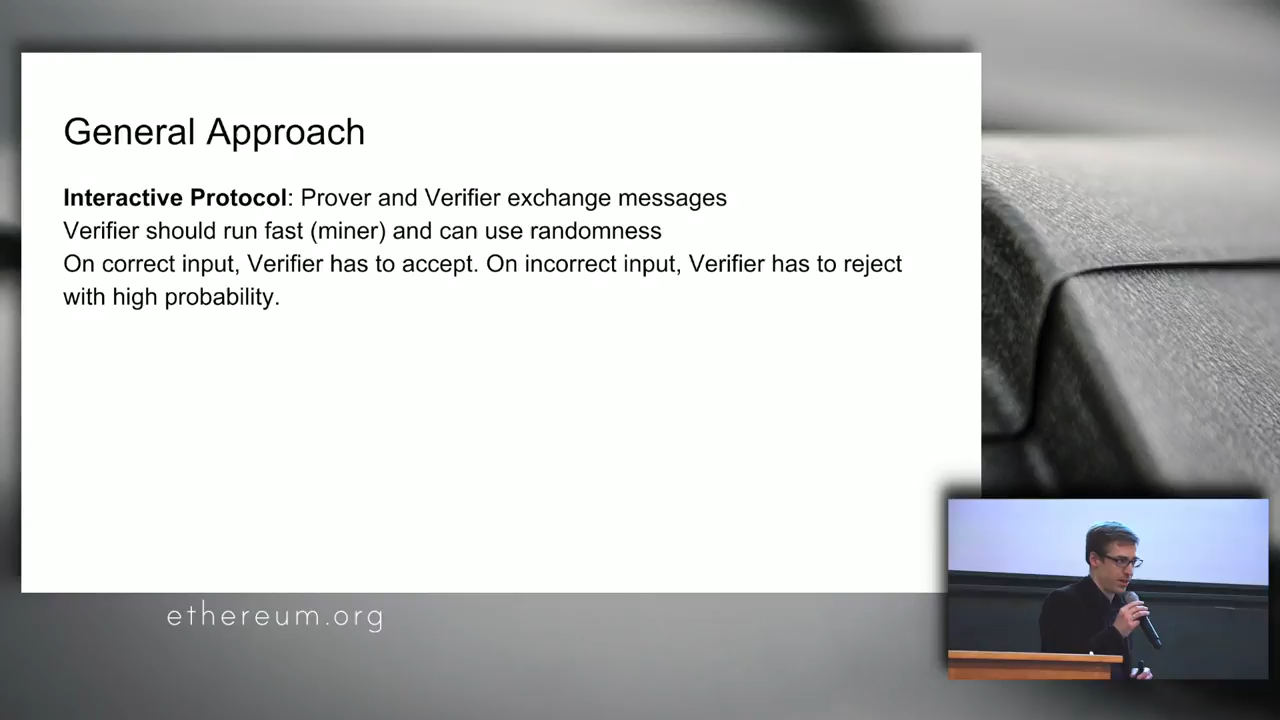 General Approach
Interactive Protocol: Prover and Verifier exchange messages
Verifier should run fast (miner) and can use randomness
On correct input, Verifier has to accept. On incorrect input, Verifier has to reject
with high probability.
ethereum.org